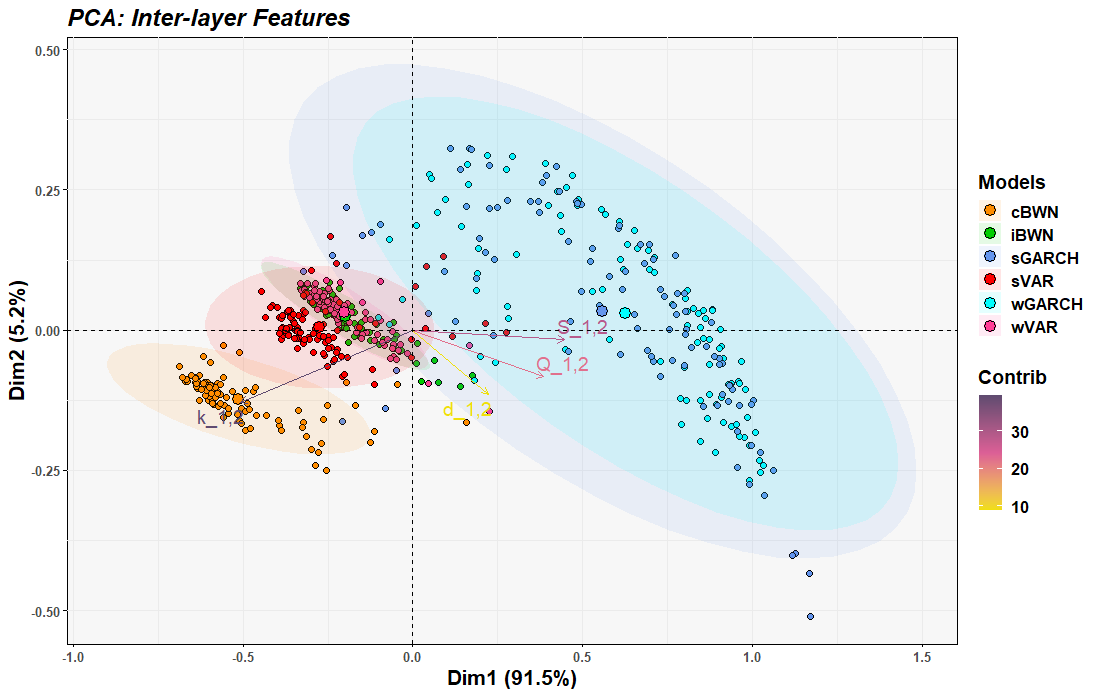 PCA: Inter-layer Features
0.50
0.25
0.00
-0.25
-0.50
Dim2 (5.2%)
S_1,2
Q_1,2
d_1,2
k_1,2
-1.0 -0.5 0.0 0.5 1.0 1.5
Dim1 (91.5%)
Models
cBWN
iBWN
sGARCH
sVAR
wGARCH
wVAR
Contrib
30
20
10